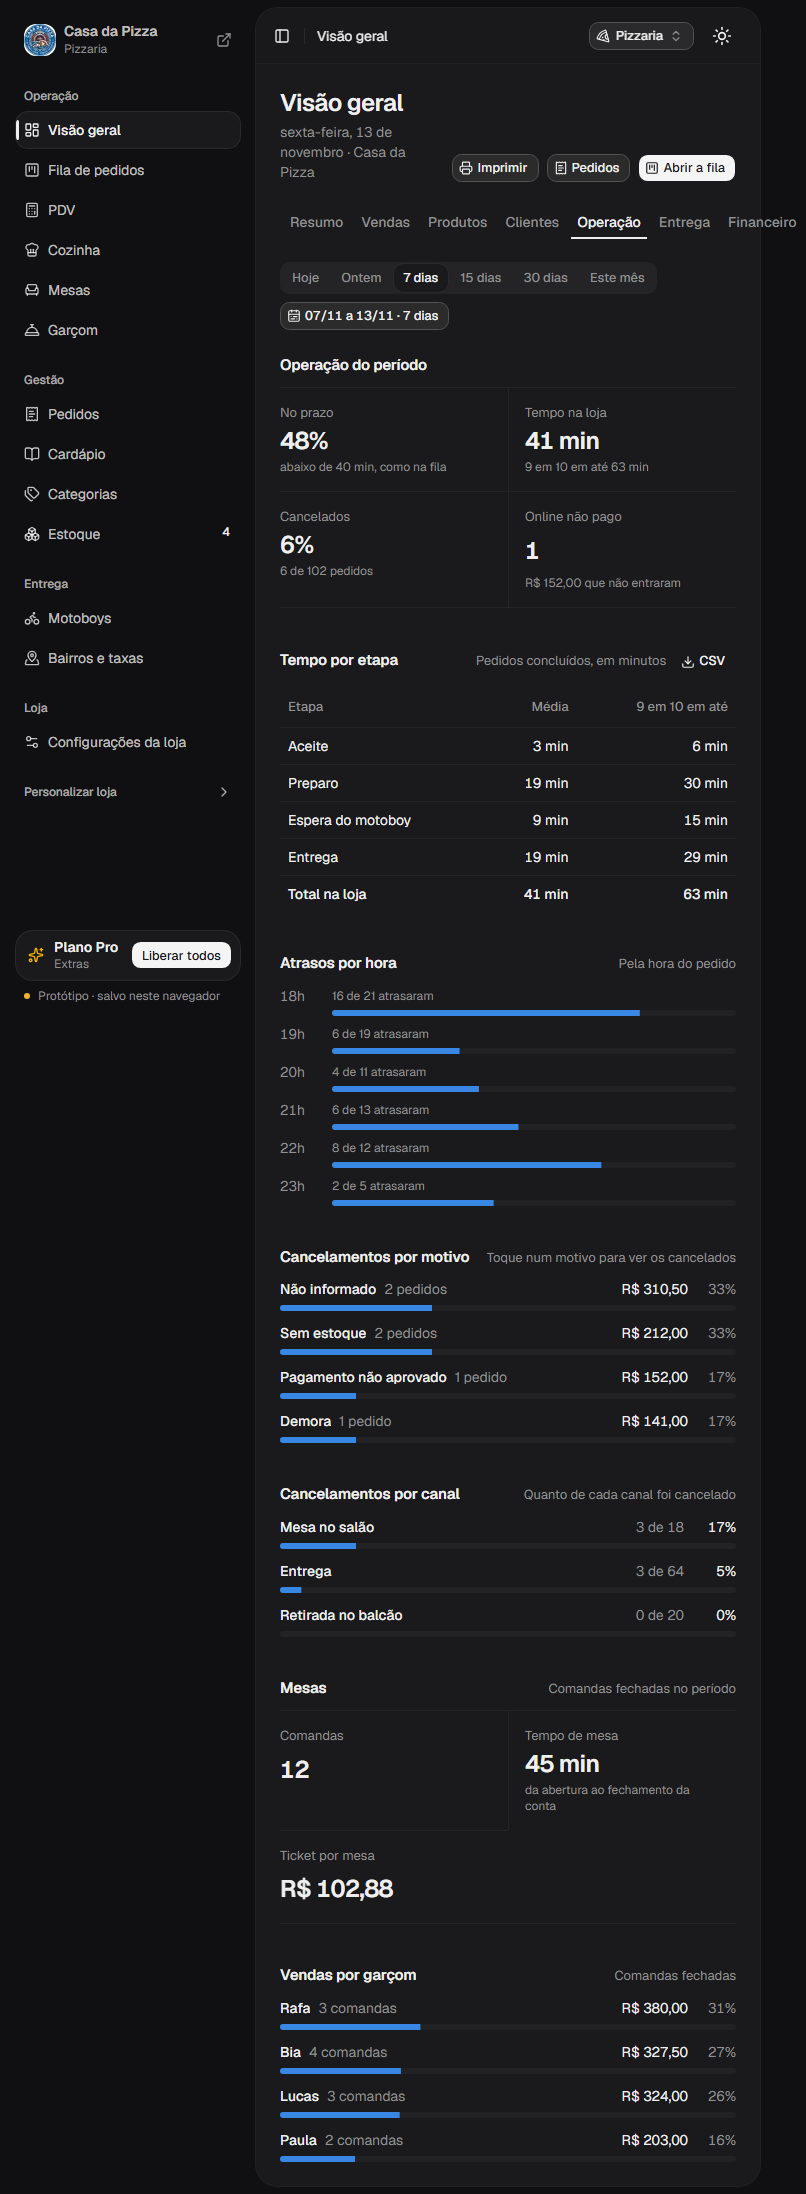 Casa da Pizza
Pizzaria
Operação
Visão geral
Fila de pedidos
PDV
Cozinha
Mesas
Garçom
Gestão
Pedidos
Cardápio
Categorias
Estoque 4
Entrega
Motoboys
Bairros e taxas
Loja
Configurações da loja
Personalizar loja
Plano Pro
Extras
Liberar todos
Protótipo · salvo neste navegador
Visão geral
Pizzaria
Visão geral
sexta-feira, 13 de
novembro · Casa da
Pizza
Imprimir Pedidos Abrir a fila
Resumo Vendas Produtos Clientes Operação Entrega Financeiro
Hoje Ontem 7 dias 15 dias 30 dias Este mês
07/11 a 13/11 · 7 dias
Operação do período
No prazo
48%
abaixo de 40 min, como na fila
Tempo na loja
41 min
9 em 10 em até 63 min
Cancelados
6%
6 de 102 pedidos
Online não pago
1
R$ 152,00 que não entraram
Tempo por etapa Pedidos concluídos, em minutos CSV
Etapa Média 9 em 10 em até
Aceite 3 min 6 min
Preparo 19 min 30 min
Espera do motoboy 9 min 15 min
Entrega 19 min 29 min
Total na loja 41 min 63 min
Atrasos por hora Pela hora do pedido
18h 16 de 21 atrasaram
19h 6 de 19 atrasaram
20h 4 de 11 atrasaram
21h 6 de 13 atrasaram
22h 8 de 12 atrasaram
23h 2 de 5 atrasaram
Cancelamentos por motivo Toque num motivo para ver os cancelados
Não informado 2 pedidos R$ 310,50 33%
Sem estoque 2 pedidos R$ 212,00 33%
Pagamento não aprovado 1 pedido R$ 152,00 17%
Demora 1 pedido R$ 141,00 17%
Cancelamentos por canal Quanto de cada canal foi cancelado
Mesa no salão 3 de 18 17%
Entrega 3 de 64 5%
Retirada no balcão 0 de 20 0%
Mesas Comandas fechadas no período
Comandas
12
Tempo de mesa
45 min
da abertura ao fechamento da
conta
Ticket por mesa
R$ 102,88
Vendas por garçom Comandas fechadas
Rafa 3 comandas R$ 380,00 31%
Bia 4 comandas R$ 327,50 27%
Lucas 3 comandas R$ 324,00 26%
Paula 2 comandas R$ 203,00 16%